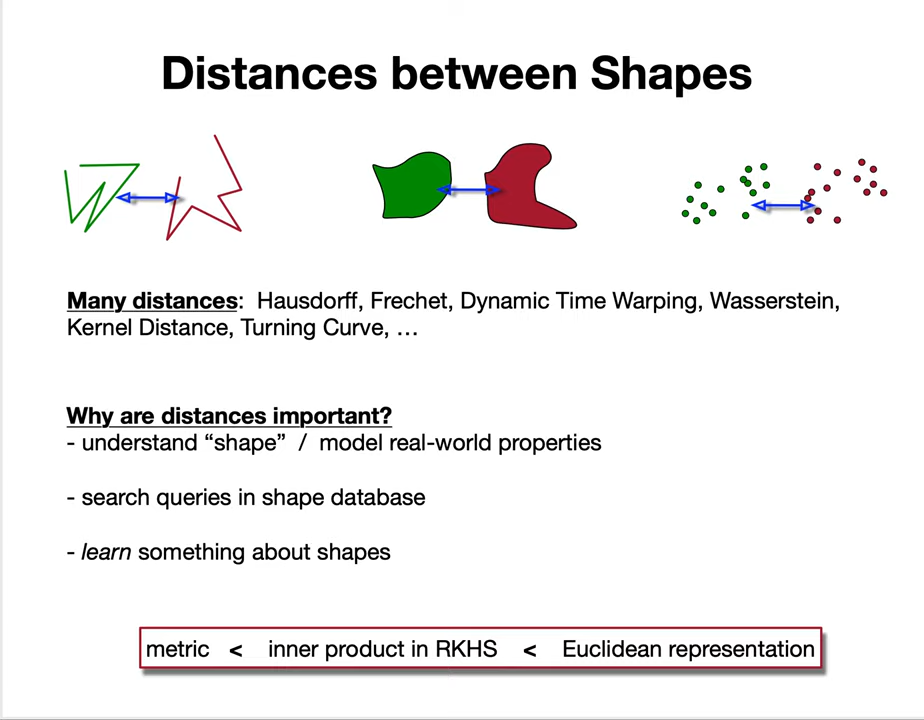 Distances between Shapes
Many distances: Hausdorff, Frechet, Dynamic Time Warping, Wasserstein,
Kernel Distance, Turning Curve, …
Why are distances important?
- understand “shape” / model real-world properties
- search queries in shape database
- learn something about shapes
metric < inner product in RKHS < Euclidean representation